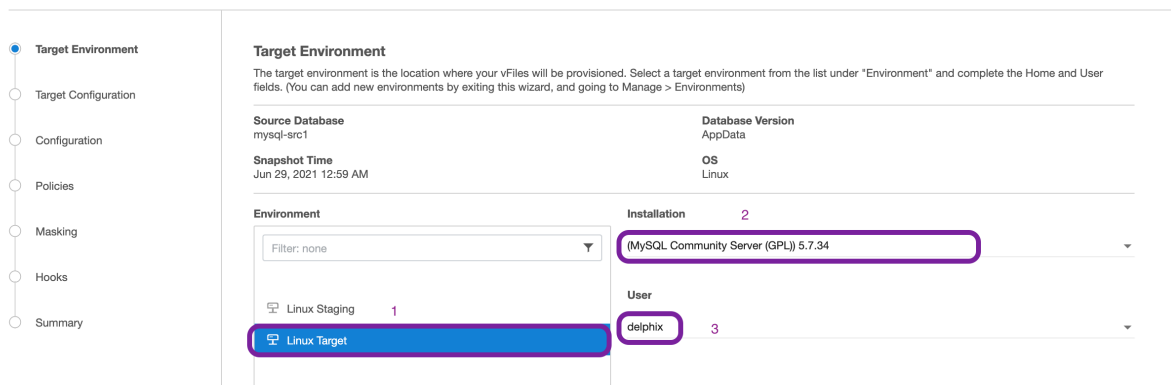 Target Environment
Target Configuration
Configuration
Policies
Masking
Hooks
Summary
Target Environment
The target environment is the location where your vFiles will be provisioned. Select a target environment from the list under "Environment" and complete the Home and User
fields. (You can add new environments by exiting this wizard, and going to Manage > Environments)
Source Database
mysql-src1
Database Version
AppData
Snapshot Time
Jun 29, 2021 12:59 AM
OS
Linux
Environment
Filter: none
Linux Staging
1
Linux Target
Installation
2
(MySQL Community Server (GPL)) 5.7.34
User
delphix
3